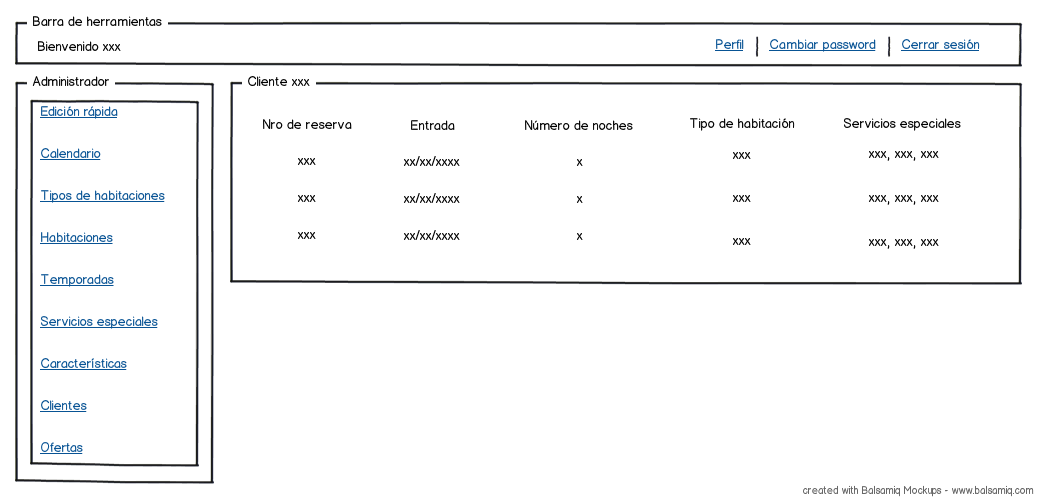 Barra de herramientas
Bienvenido xxx
Perfil
Cambiar password
Cerrar sesión
Administrador
Edición rápida
Calendario
Tipos de habitaciones
Habitaciones
Temporadas
Servicios especiales
Características
Clientes
Ofertas
Cliente xxx
Nro de reserva Entrada Número de noches Tipo de habitación Servicios especiales
xxx xx/xx/xxxx x xxx xxx, xxx, xxx
xxx xx/xx/xxxx x xxx xxx, xxx, xxx
xxx xx/xx/xxxx x xxx xxx, xxx, xxx
created with Balsamiq Mockups - www.balsamiq.com